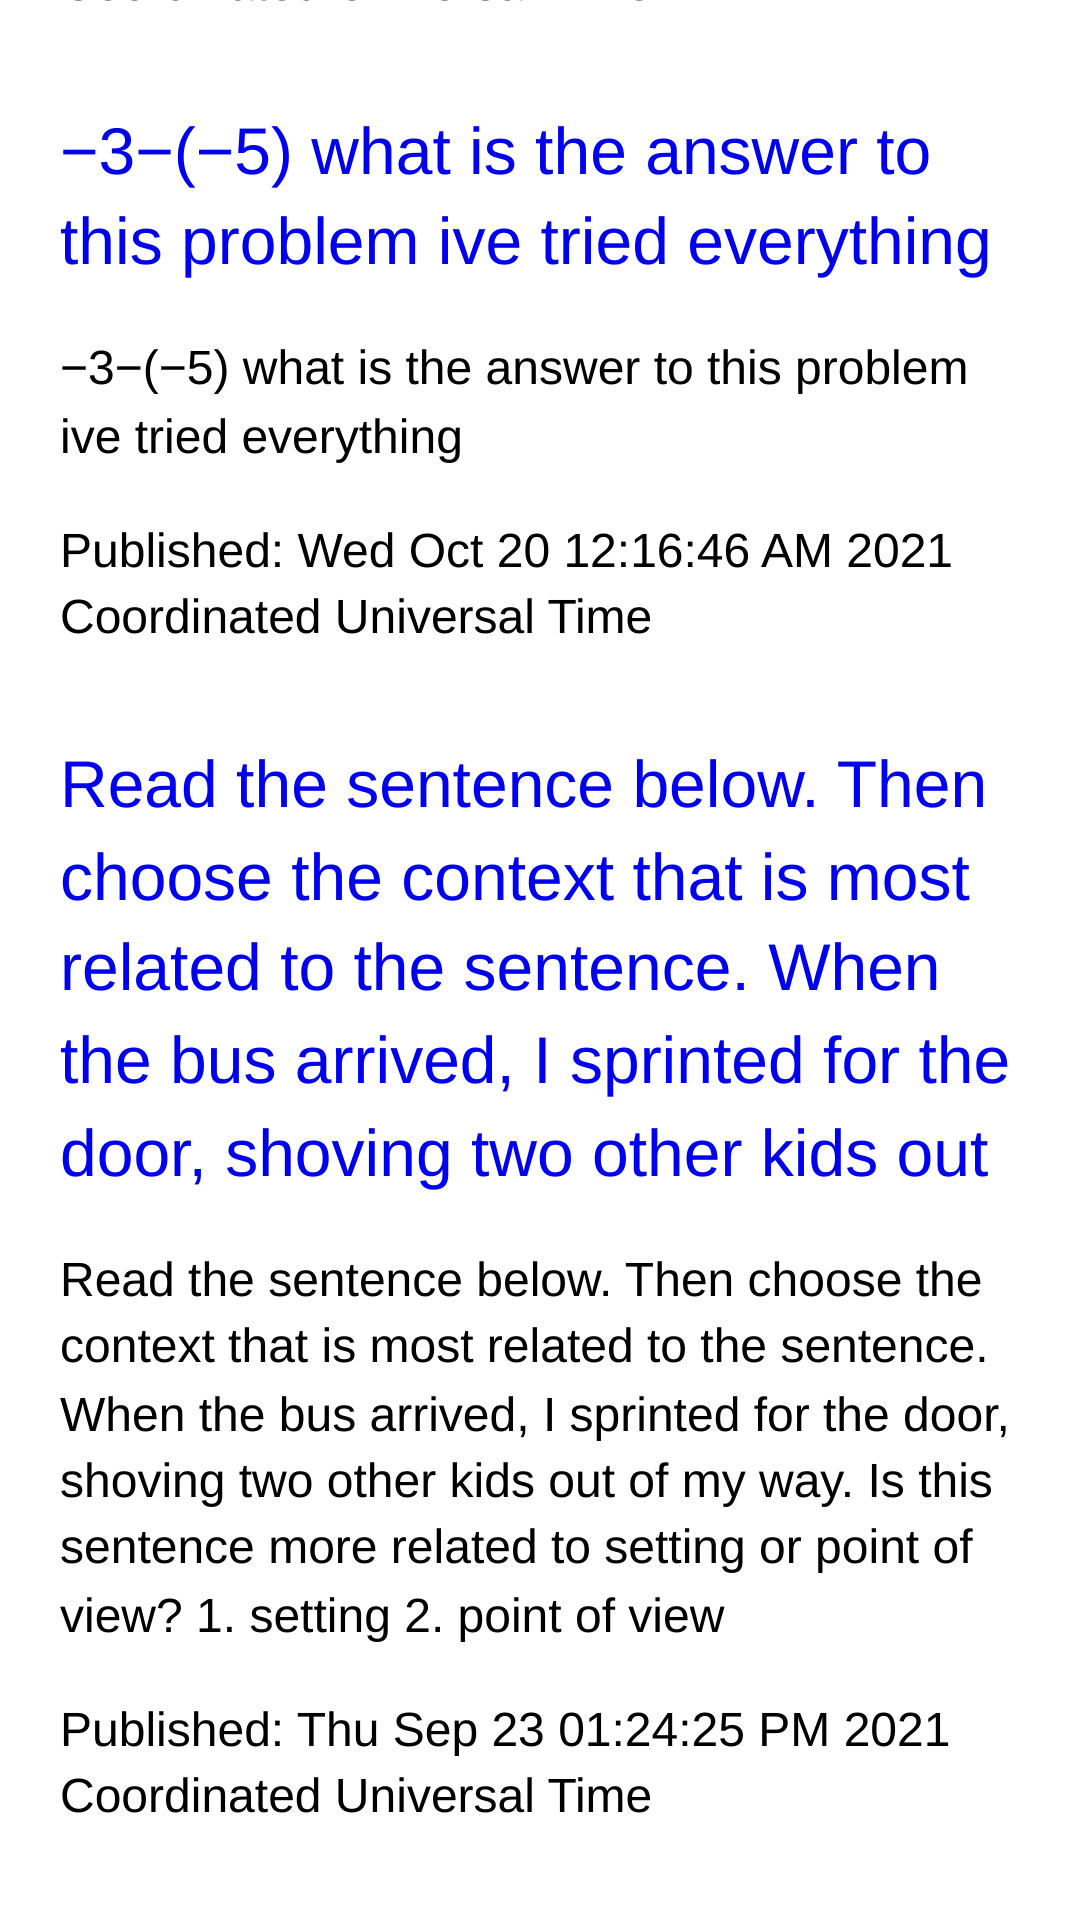 −3−(−5) what is the answer to
this problem ive tried everything
−3−(−5) what is the answer to this problem
ive tried everything
Published: Wed Oct 20 12:16:46 AM 2021
Coordinated Universal Time
Read the sentence below. Then
choose the context that is most
related to the sentence. When
the bus arrived, I sprinted for the
door, shoving two other kids out
Read the sentence below. Then choose the
context that is most related to the sentence.
When the bus arrived, I sprinted for the door,
shoving two other kids out of my way. Is this
sentence more related to setting or point of
view? 1. setting 2. point of view
Published: Thu Sep 23 01:24:25 PM 2021
Coordinated Universal Time